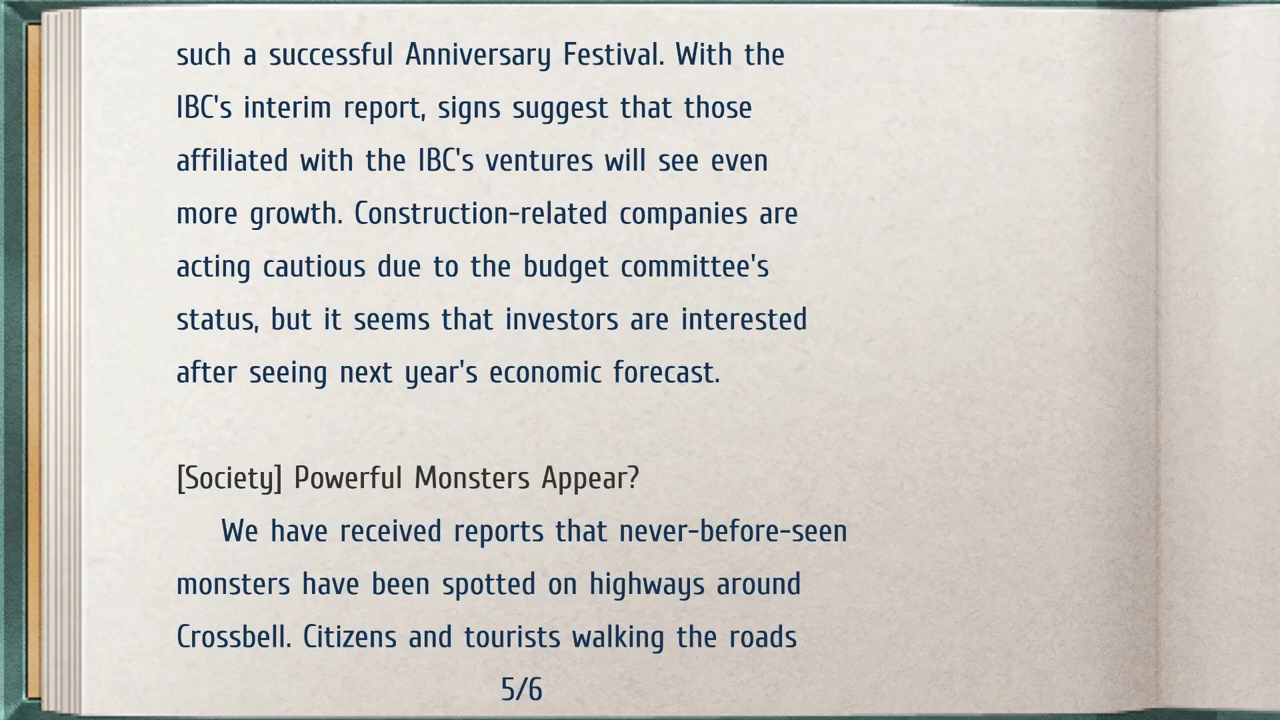 such a successful Anniversary Festival. With the
IBC's interim report, signs suggest that those
affiliated with the IBC's ventures will see even
more growth. Construction-related companies are
acting cautious due to the budget committee's
status, but it seems that investors are interested
after seeing next year's economic forecast.
[Society] Powerful Monsters Appear?
We have received reports that never-before-seen
monsters have been spotted on highways around
Crossbell. Citizens and tourists walking the roads
5/6